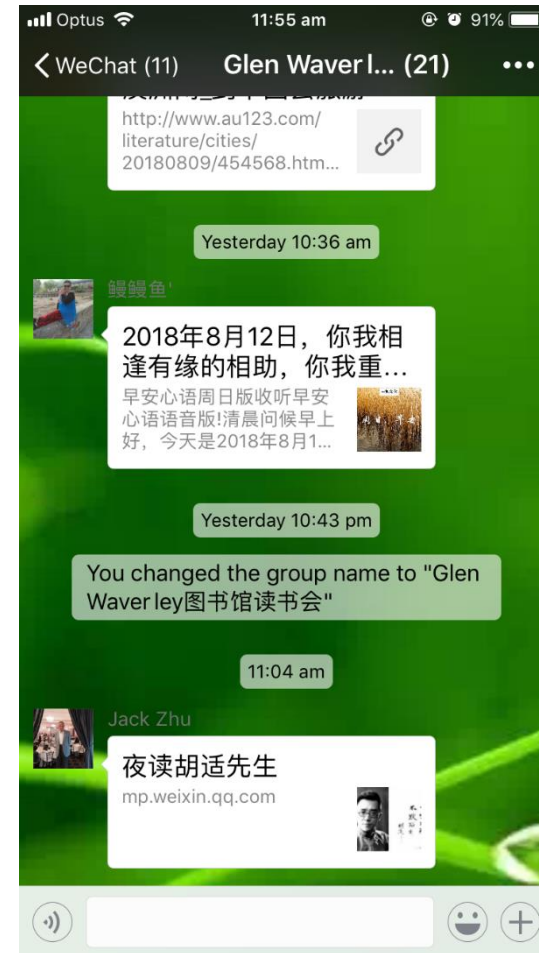 Optus 11:55 am 91%
WeChat (11) Glen Waverl... (21)
http://www.au123.com/
literature/cities/
20180809/454568.htm...
Yesterday 10:36 am
鳗鳗鱼'
2018年8月12日，你我相
逢有缘的相助，你我重...
早安心语周日版收听早安
心语语音版!清晨问候早上
好，今天是2018年8月1...
Yesterday 10:43 pm
You changed the group name to "Glen
Waverley图书馆读书会"
11:04 am
Jack Zhu
夜读胡适先生
mp.weixin.qq.com